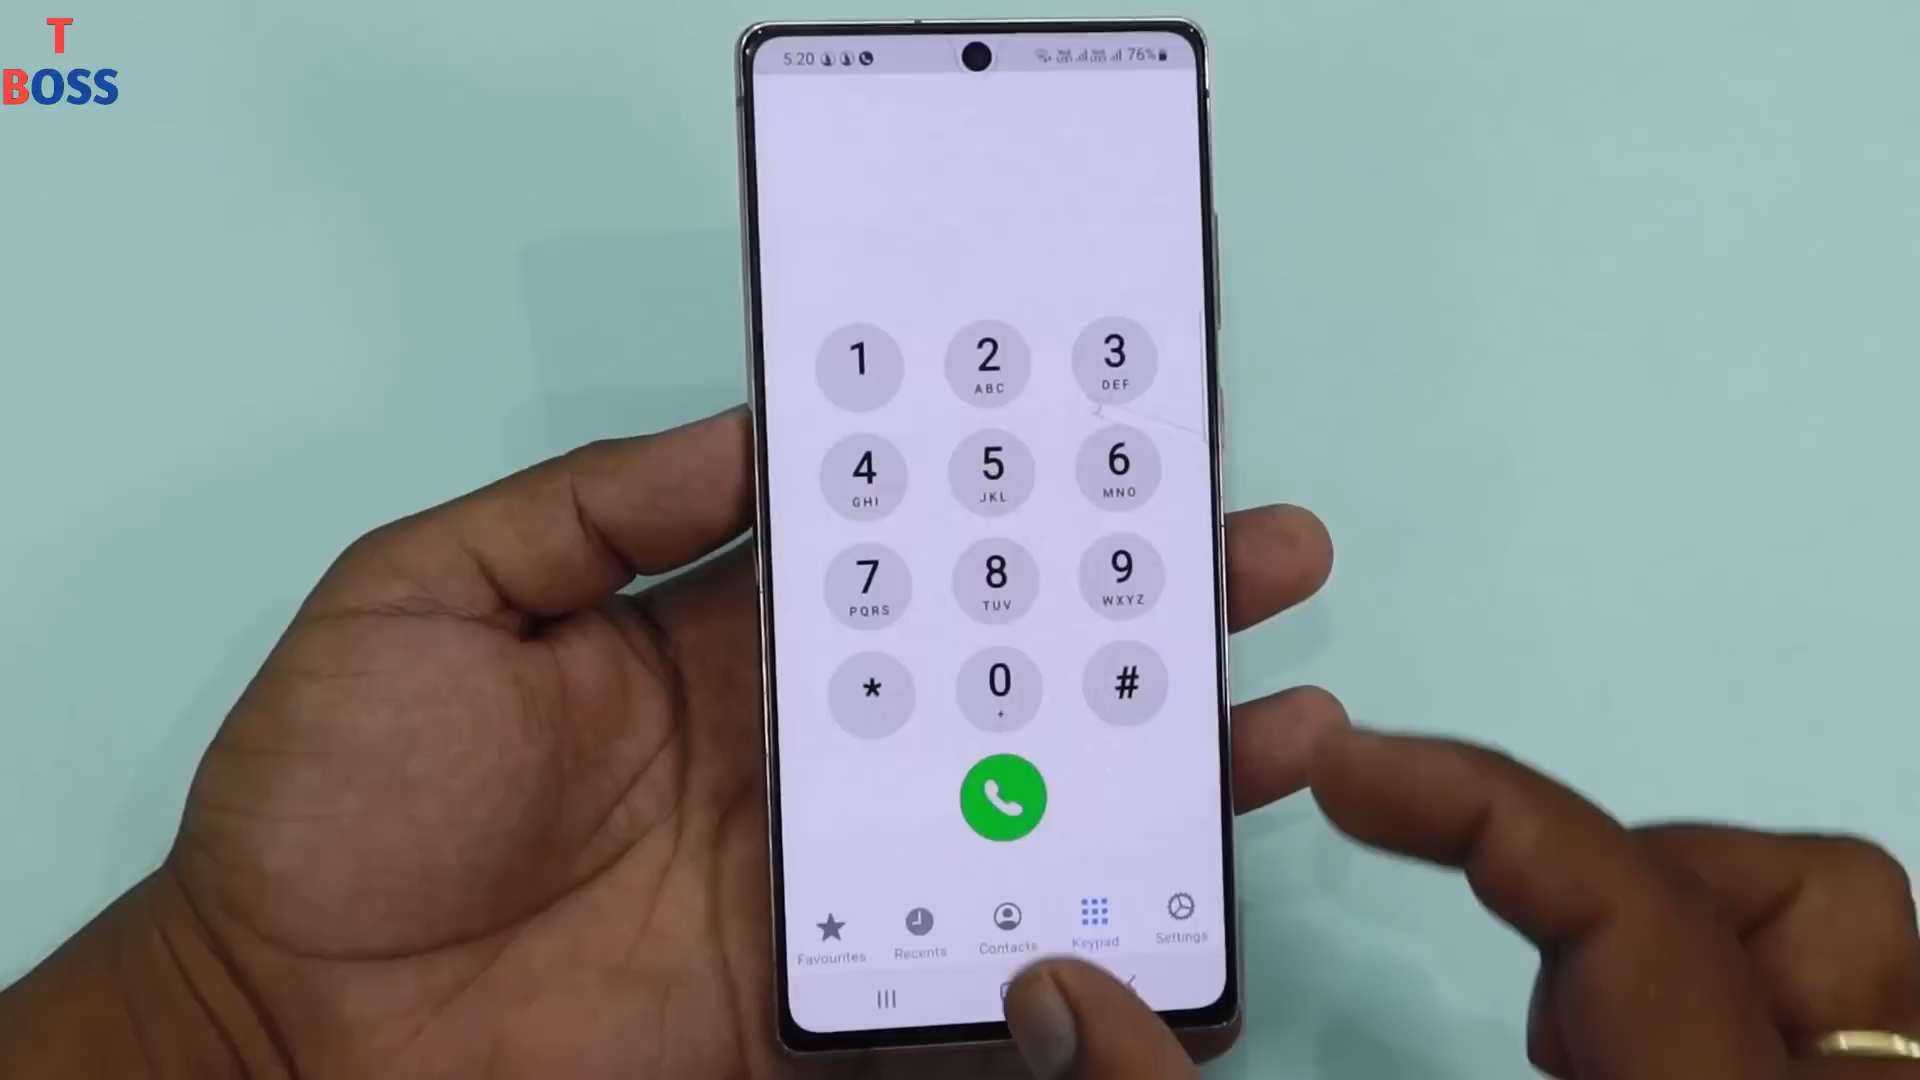 T
BOSS
5:20 76%
1 2 3
ABC DEF
4 5 6
GHI JKL MNO
7 8 9
PQRS TUV WXYZ
* 0 #
+
Favourites Recents Contacts Keypad Settings